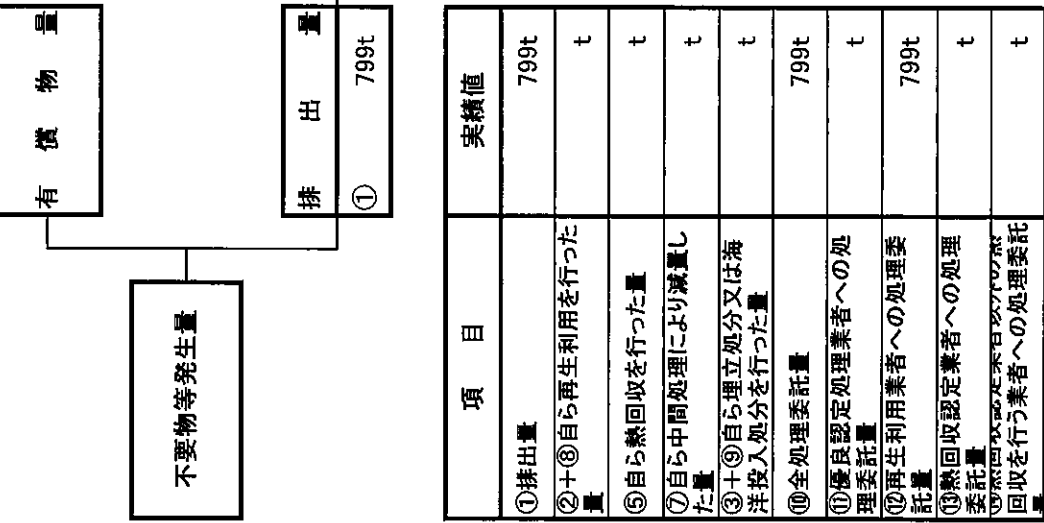 有償物量
不要物等発生量
排出量
① 799t
項目 実績値
①排出量 799t
②+⑧自ら再生利用を行った
量 t
⑤自ら熱回収を行った量 t
⑦自ら中間処理により減量し
た量 t
③+⑨自ら埋立処分又は海
洋投入処分を行った量 t
⑩全処理委託量 799t
⑪優良認定処理業者への処
理委託量 t
⑫再生利用業者への処理委
託量 799t
⑬熱回収認定業者への処理
委託量 t
回収を行う業者への処理委託 t